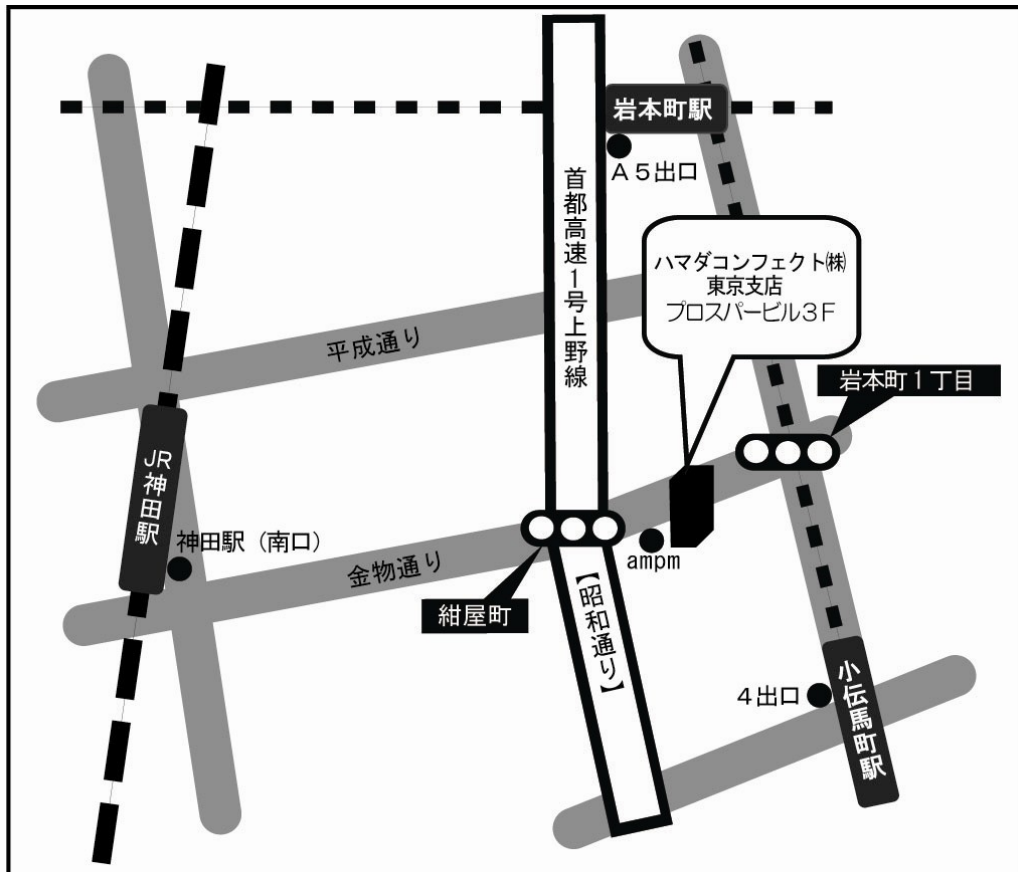 岩本町駅
A5出口
首都高速1号上野線
ハマダコンフェクト㈱
東京支店
プロスパービル3F
平成通り
岩本町1丁目
JR神田駅
神田駅（南口）
金物通り
ampm
紺屋町
【昭和通り】
4出口
小伝馬町駅